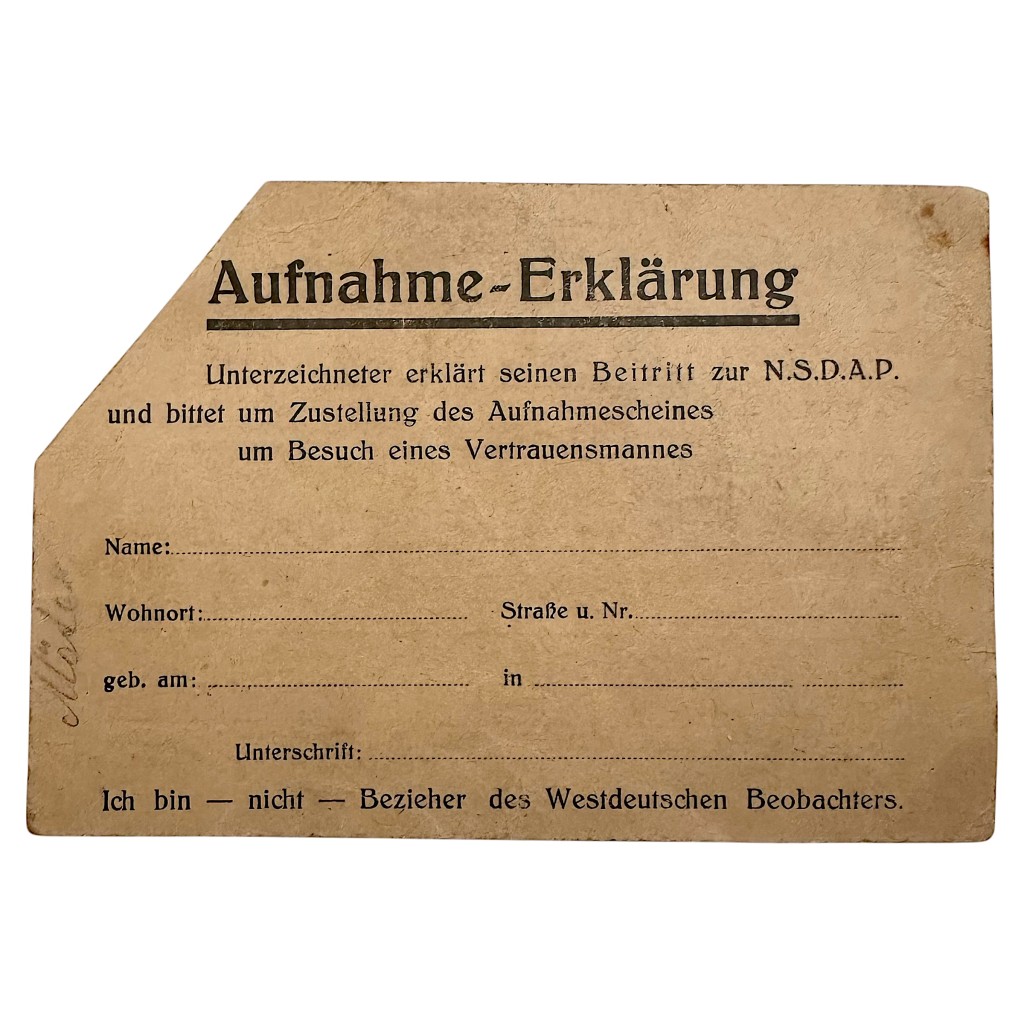 Aufnahme-Erklärung
Unterzeichneter erklärt seinen Beitritt zur N.S.D.A.P.
und bittet um Zustellung des Aufnahmescheines
um Besuch eines Vertrauensmannes
Name:
Wohnort: Straße u. Nr.
geb. am: in
Unterschrift:
Ich bin — nicht — Bezieher des Westdeutschen Beobachters.